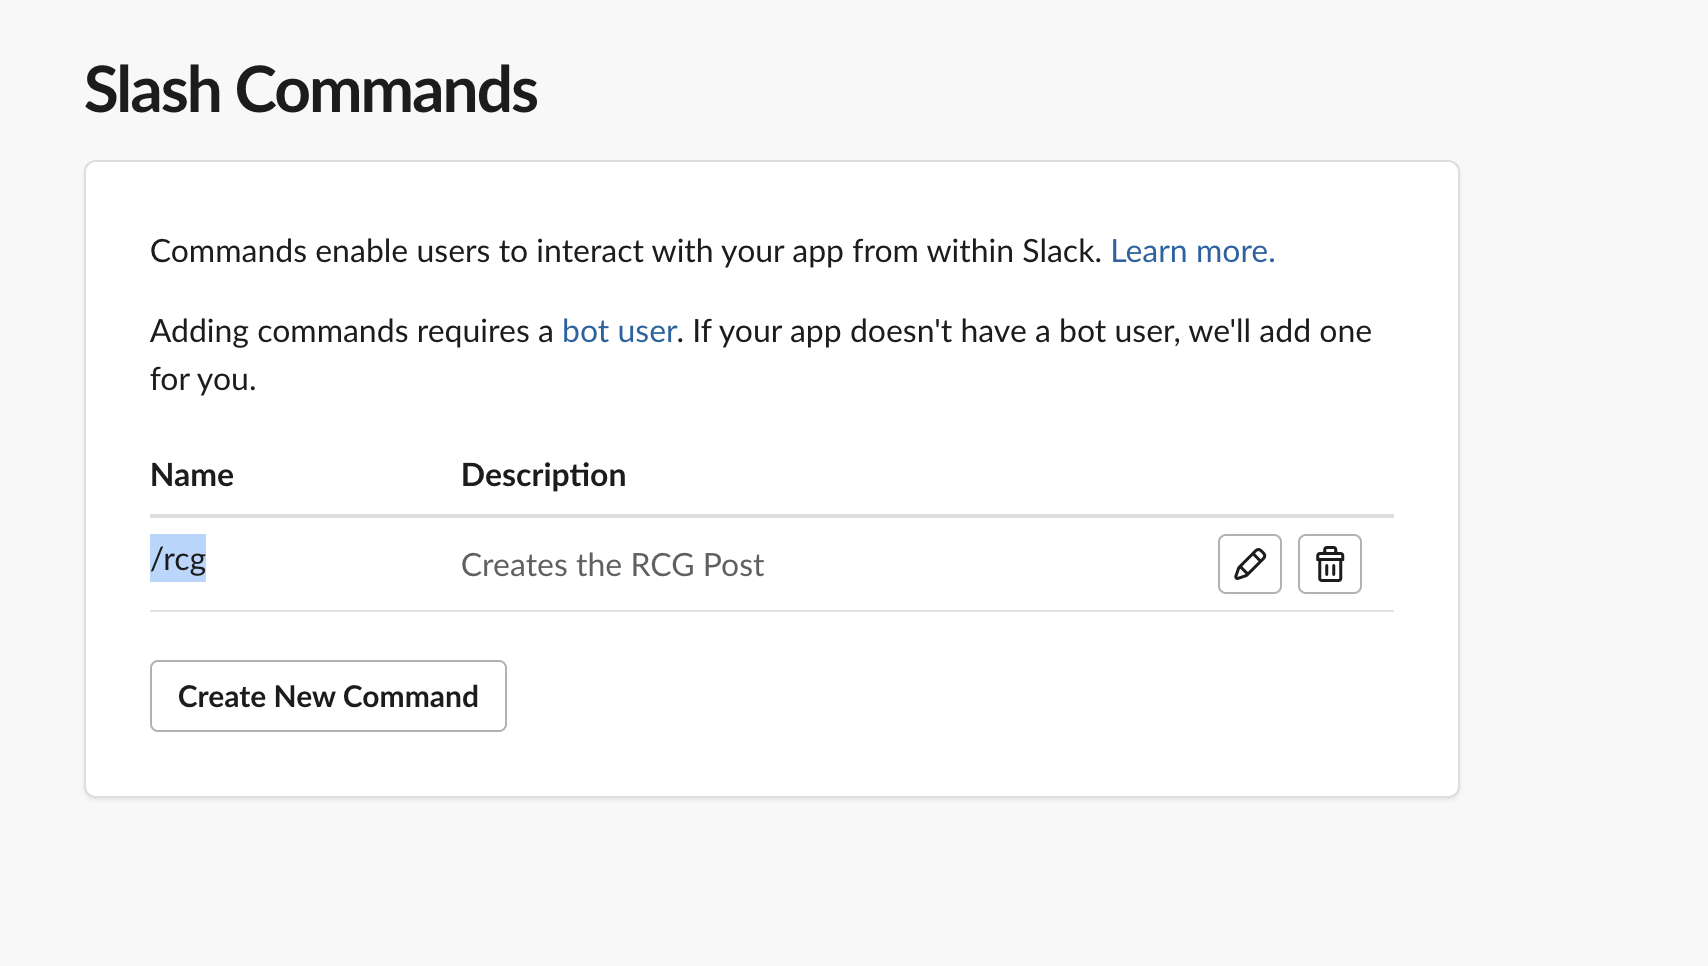 Slash Commands
Commands enable users to interact with your app from within Slack. Learn more.
Adding commands requires a bot user. If your app doesn't have a bot user, we'll add one
for you.
Name Description
/rcg Creates the RCG Post
Create New Command